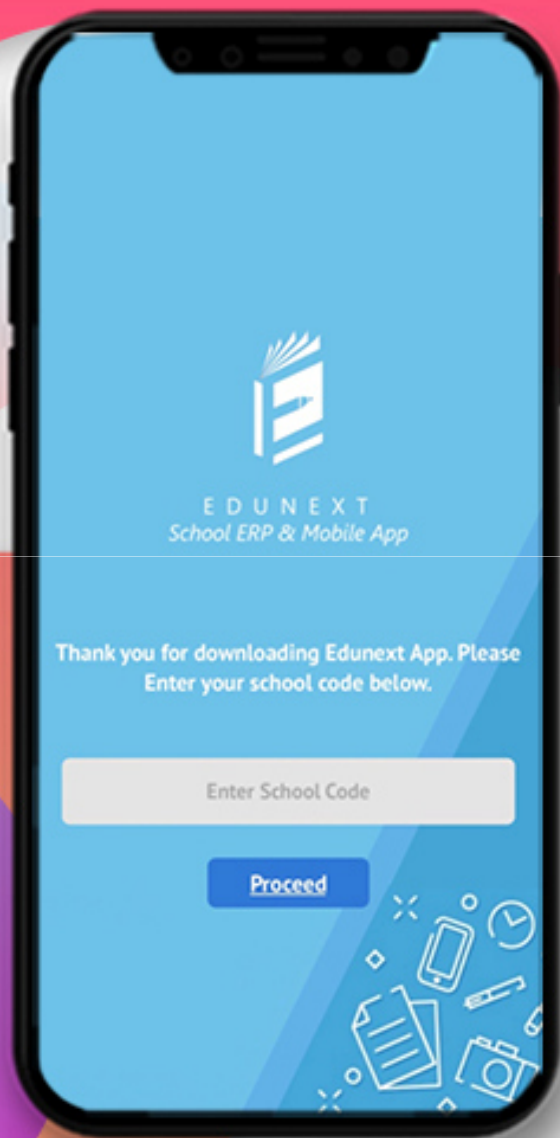 EDUNEXT
School ERP & Mobile App
Thank you for downloading Edunext App. Please
Enter your school code below.
Enter School Code
Proceed